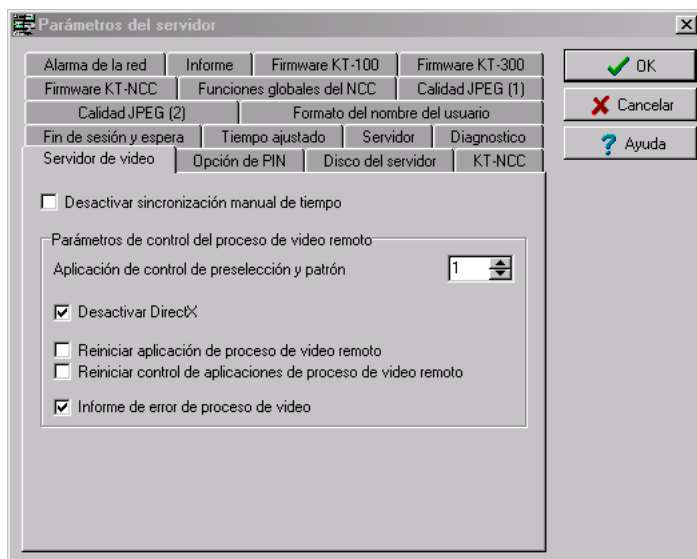 Parámetros del servidor
Alarma de la red Informe Firmware KT-100 Firmware KT-300
Firmware KT-NCC Funciones globales del NCC Calidad JPEG (1)
Calidad JPEG (2) Formato del nombre del usuario
Fin de sesión y espera Tiempo ajustado Servidor Diagnostico
Servidor de video Opción de PIN Disco del servidor KT-NCC
OK
Cancelar
Ayuda
Desactivar sincronización manual de tiempo
Parámetros de control del proceso de video remoto
Aplicación de control de preselección y patrón 1
Desactivar DirectX
Reiniciar aplicación de proceso de video remoto
Reiniciar control de aplicaciones de proceso de video remoto
Informe de error de proceso de video